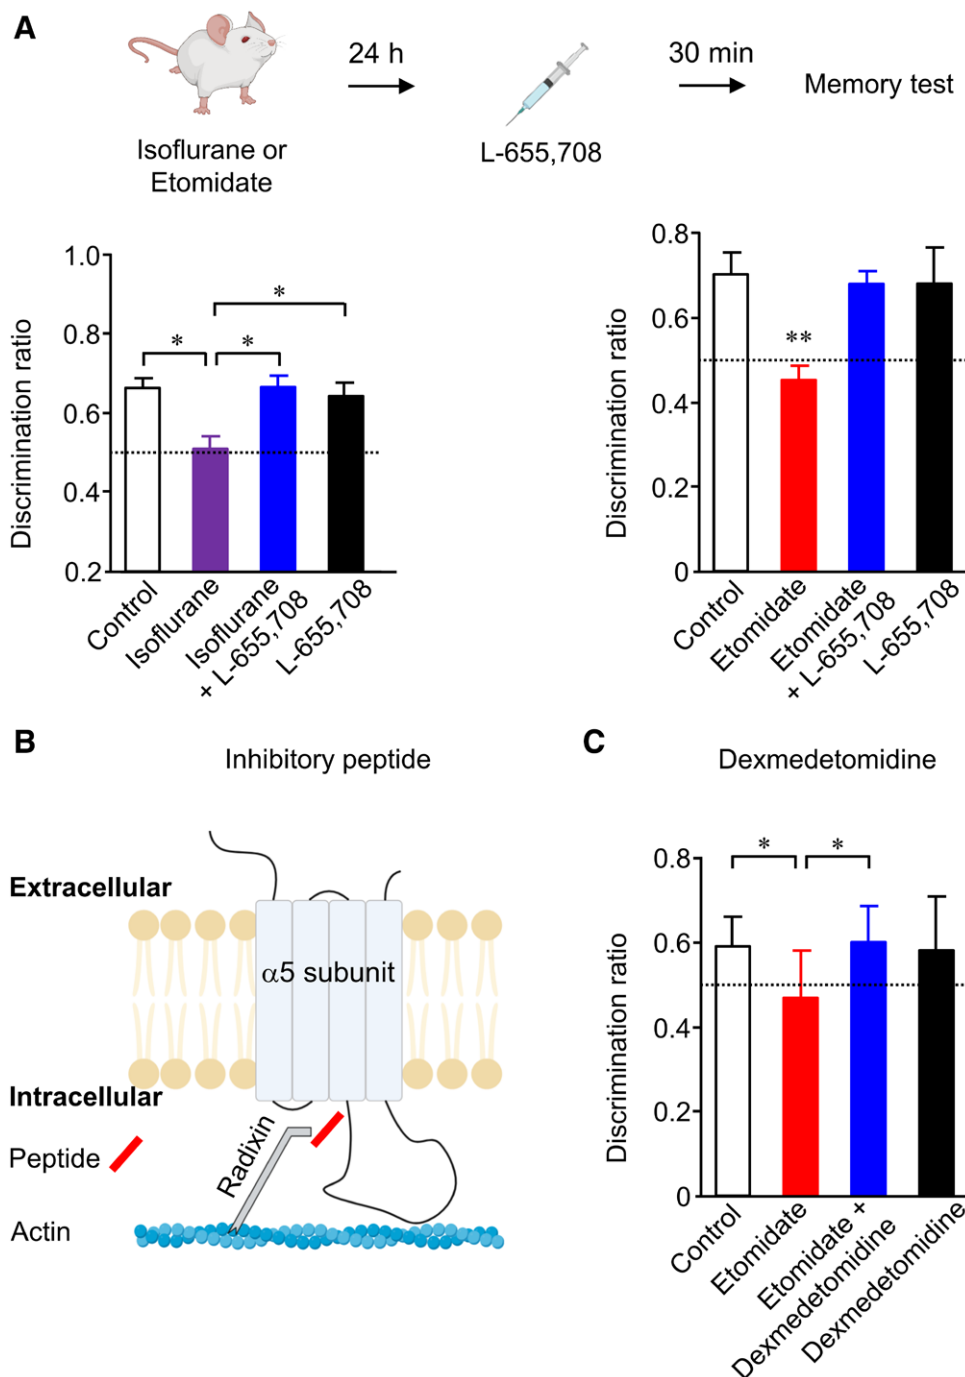 A
24 h
30 min
Memory test
Isoflurane or
Etomidate
L-655,708
Discrimination ratio
1.0
0.8
0.6
0.4
0.2
*
*
*
Control
Isoflurane
Isoflurane
+ L-655,708
L-655,708
Discrimination ratio
0.8
0.6
0.4
0.2
0
**
Control
Etomidate
Etomidate
+ L-655,708
L-655,708
B
Inhibitory peptide
Extracellular
α5 subunit
Intracellular
Peptide
Radixin
Actin
C
Dexmedetomidine
Discrimination ratio
0.8
0.6
0.4
0.2
0
*
*
Control
Etomidate
Etomidate +
Dexmedetomidine
Dexmedetomidine